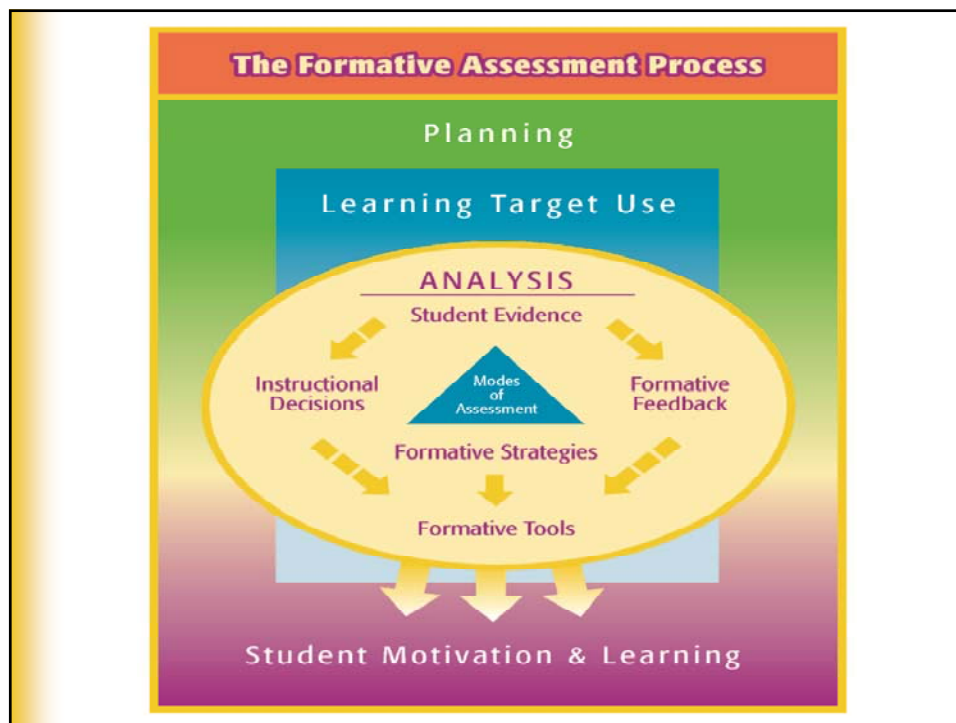 The Formative Assessment Process
Planning
Learning Target Use
ANALYSIS
Student Evidence
Instructional
Decisions
Modes
of
Assessment
Formative
Feedback
Formative Strategies
Formative Tools
Student Motivation & Learning